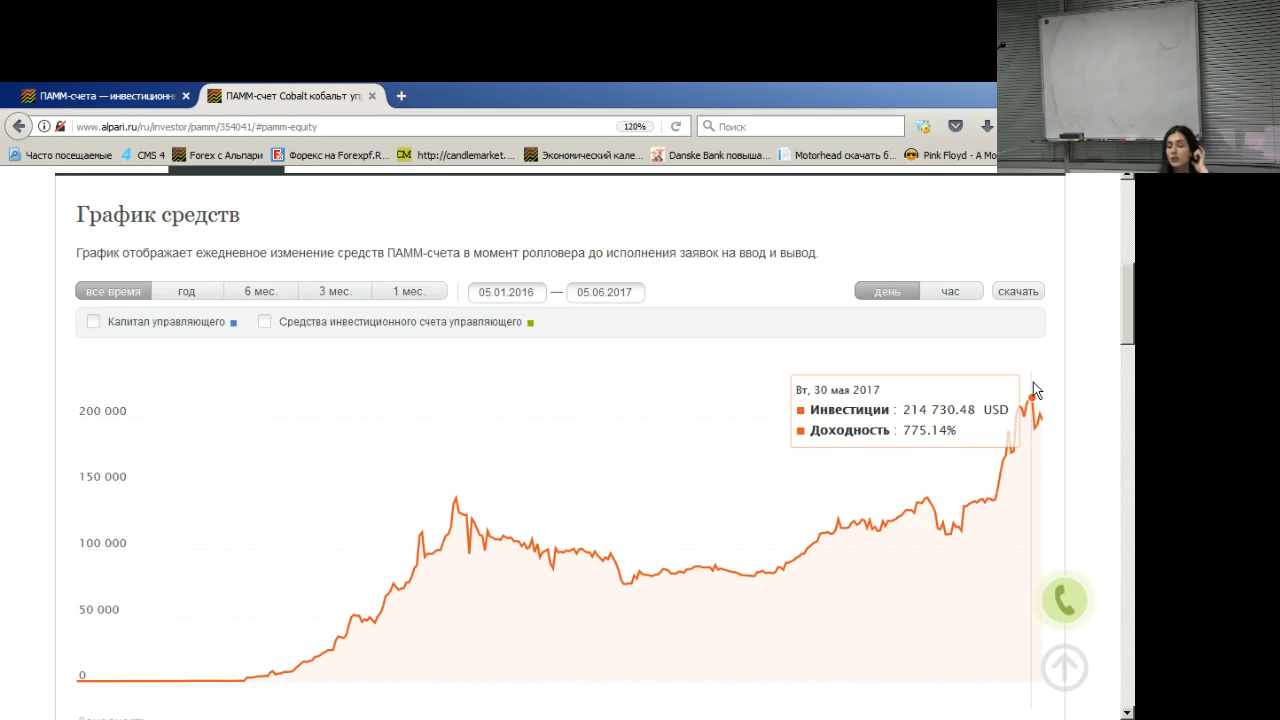 ПАММ-счета — инвестиционн
ПАММ-счет Cobalt кобальт уп
www.alpari.ru/ru/investor/pamm/354041/#pamm-equity
120%
Поиск
Часто посещаемые
CMS 4
Forex с Альпари
Форекс на Forexpf.R...
http://candlemarket....
Экономический кале...
Danske Bank повыша...
Motorhead скачать б...
Pink Floyd - A Mo
График средств
График отображает ежедневное изменение средств ПАММ-счета в момент ролловера до исполнения заявок на ввод и вывод.
все время год 6 мес. 3 мес. 1 мес. 05.01.2016 — 05.06.2017 день час скачать
Капитал управляющего Средства инвестиционного счета управляющего
Вт, 30 мая 2017
Инвестиции : 214 730.48 USD
Доходность : 775.14%
200 000
150 000
100 000
50 000
0